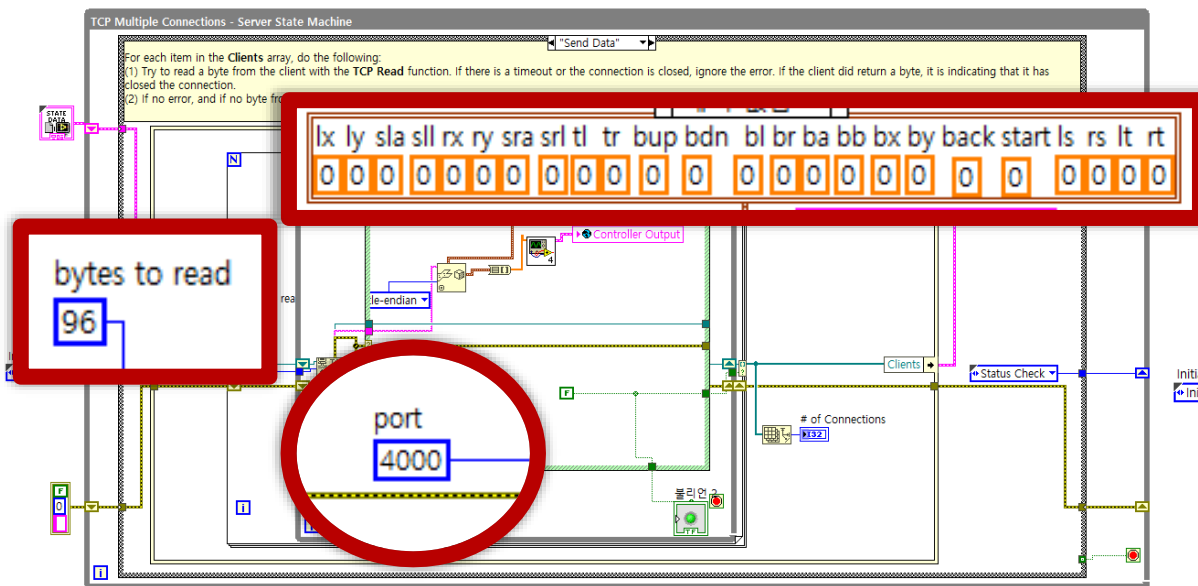 TCP Multiple Connections - Server State Machine
"Send Data"
For each item in the Clients array, do the following:
(1) Try to read a byte from the client with the TCP Read function. If there is a timeout or the connection is closed, ignore the error. If the client did return a byte, it is indicating that it has
closed the connection.
(2) If no error, and if no byte
STATE
DATA
N
lx ly sla sll rx ry sra srl tl tr bup bdn bl br ba bb bx by back start ls rs lt rt
0 0 0 0 0 0 0 0 0 0 0 0 0 0 0 0 0 0 0 0 0 0 0 0
Controller Output
4
bytes to read
96
le-endian
rea
Clients
Status Check
Initi
Ini
port
4000
F
# of Connections
I32
F
0
i
불리언 2
TF
i